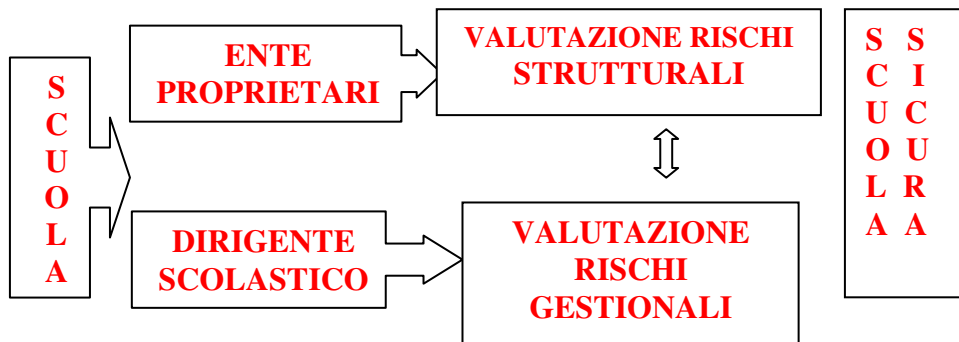 SCUOLA
ENTE
PROPRIETARI
VALUTAZIONE RISCHI
STRUTTURALI
DIRIGENTE
SCOLASTICO
VALUTAZIONE
RISCHI
GESTIONALI
SCUOLA
SICURA